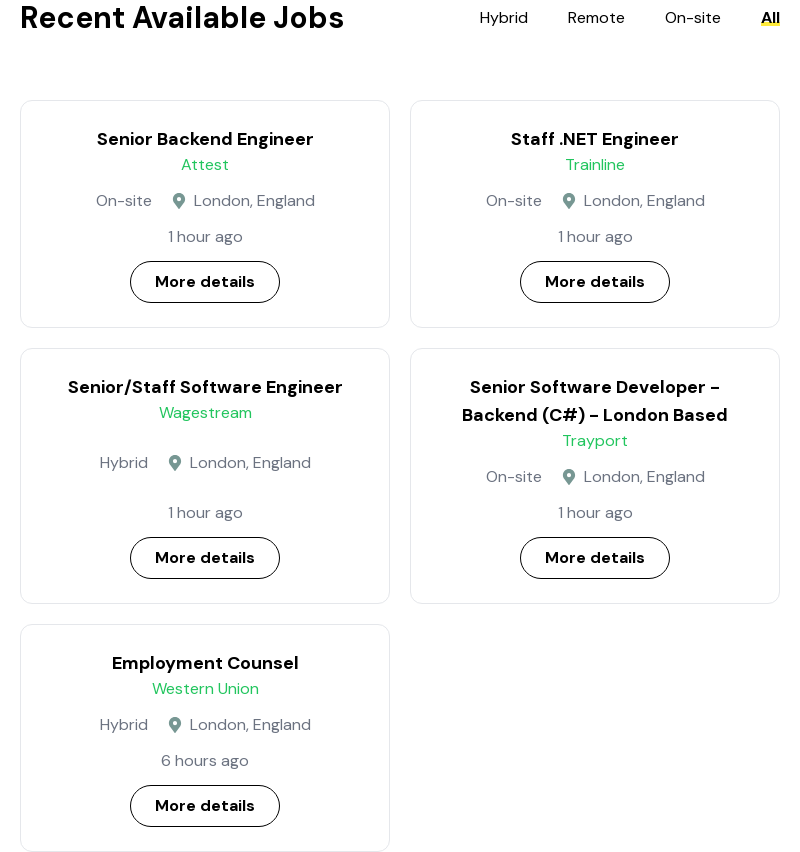 Recent Available Jobs
Hybrid Remote On-site All
Senior Backend Engineer
Attest
On-site London, England
1 hour ago
More details
Staff .NET Engineer
Trainline
On-site London, England
1 hour ago
More details
Senior/Staff Software Engineer
Wagestream
Hybrid London, England
1 hour ago
More details
Senior Software Developer –
Backend (C#) – London Based
Trayport
On-site London, England
1 hour ago
More details
Employment Counsel
Western Union
Hybrid London, England
6 hours ago
More details